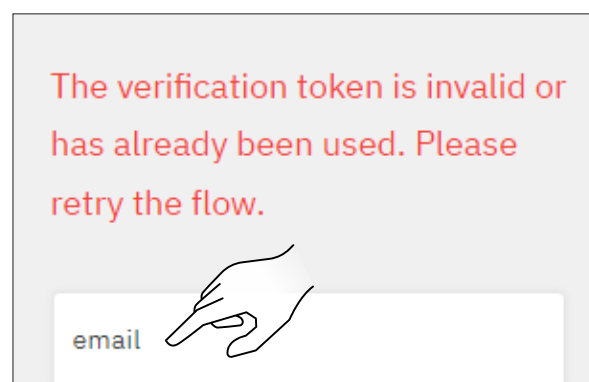 The verification token is invalid or
has already been used. Please
retry the flow.
email